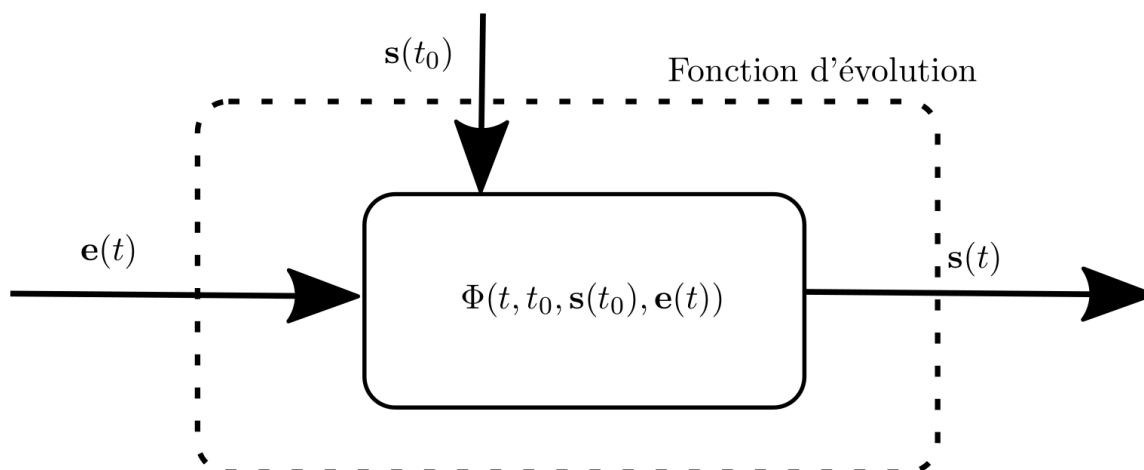 s(t₀)
Fonction d'évolution
e(t)
s(t)
Φ(t, t₀, s(t₀), e(t))